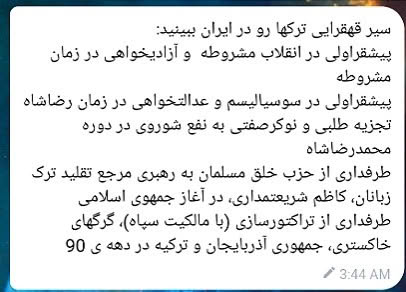 سیر قهقرایی ترکها رو در ایران ببینید:
پیشقراولی در انقلاب مشروطه و آزادیخواهی در زمان
مشروطه
پیشقراولی در سوسیالیسم و عدالتخواهی در زمان رضاشاه
تجزیه طلبی و نوکرصفتی به نفع شوروی در دوره
محمدرضاشاه
طرفداری از حزب خلق مسلمان به رهبری مرجع تقلید ترک
زبانان، کاظم شریعتمداری، در آغاز جمهوی اسلامی
طرفداری از تراکتورسازی (با مالکیت سپاه)، گرگهای
خاکستری، جمهوری آذربایجان و ترکیه در دهه ی 90
3:44 AM